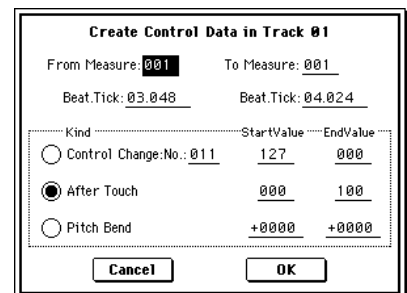 Create Control Data in Track 01
From Measure: 001 To Measure: 001
Beat.Tick: 03.048 Beat.Tick: 04.024
Kind StartValue EndValue
Control Change:No.: 011 127 000
After Touch 000 100
Pitch Bend +0000 +0000
Cancel OK